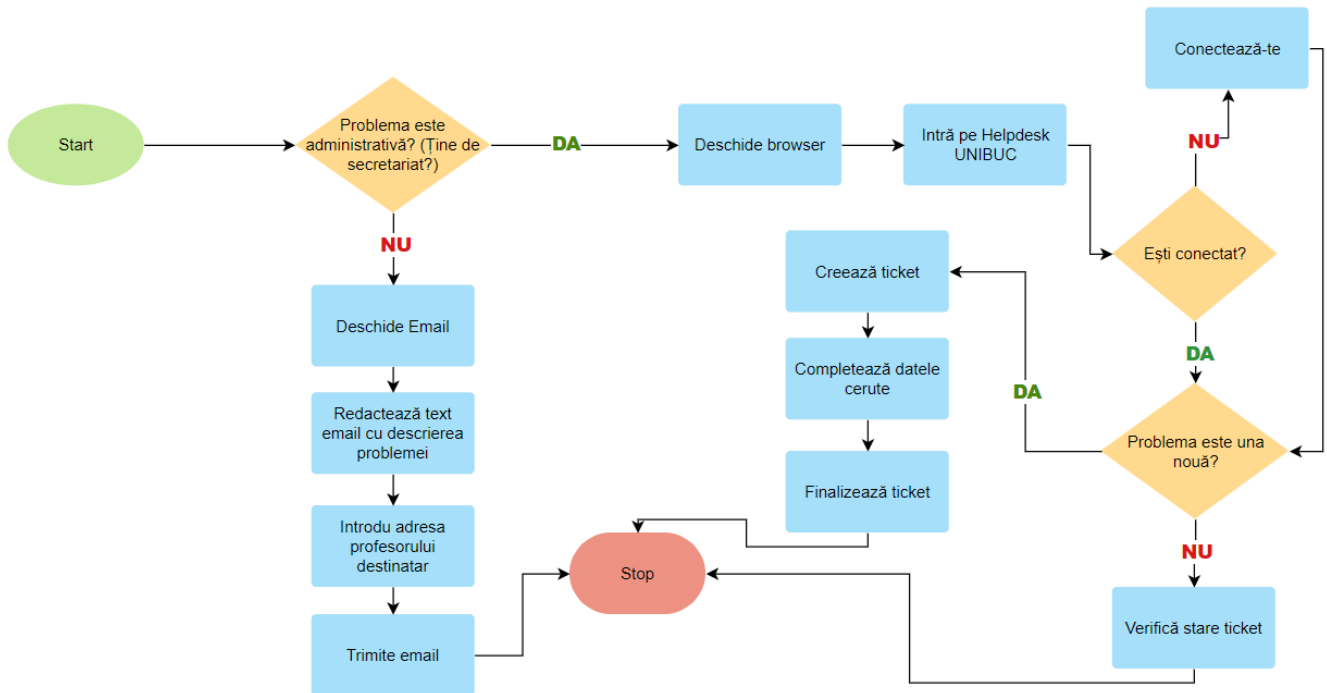 Start
Problema este
administrativă? (Ține de
secretariat?)
DA
Deschide browser
Intră pe Helpdesk
UNIBUC
Conectează-te
NU
Ești conectat?
DA
Problema este una
nouă?
DA
Creează ticket
Completează datele
cerute
Finalizează ticket
NU
Verifică stare ticket
NU
Deschide Email
Redactează text
email cu descrierea
problemei
Introdu adresa
profesorului
destinatar
Trimite email
Stop